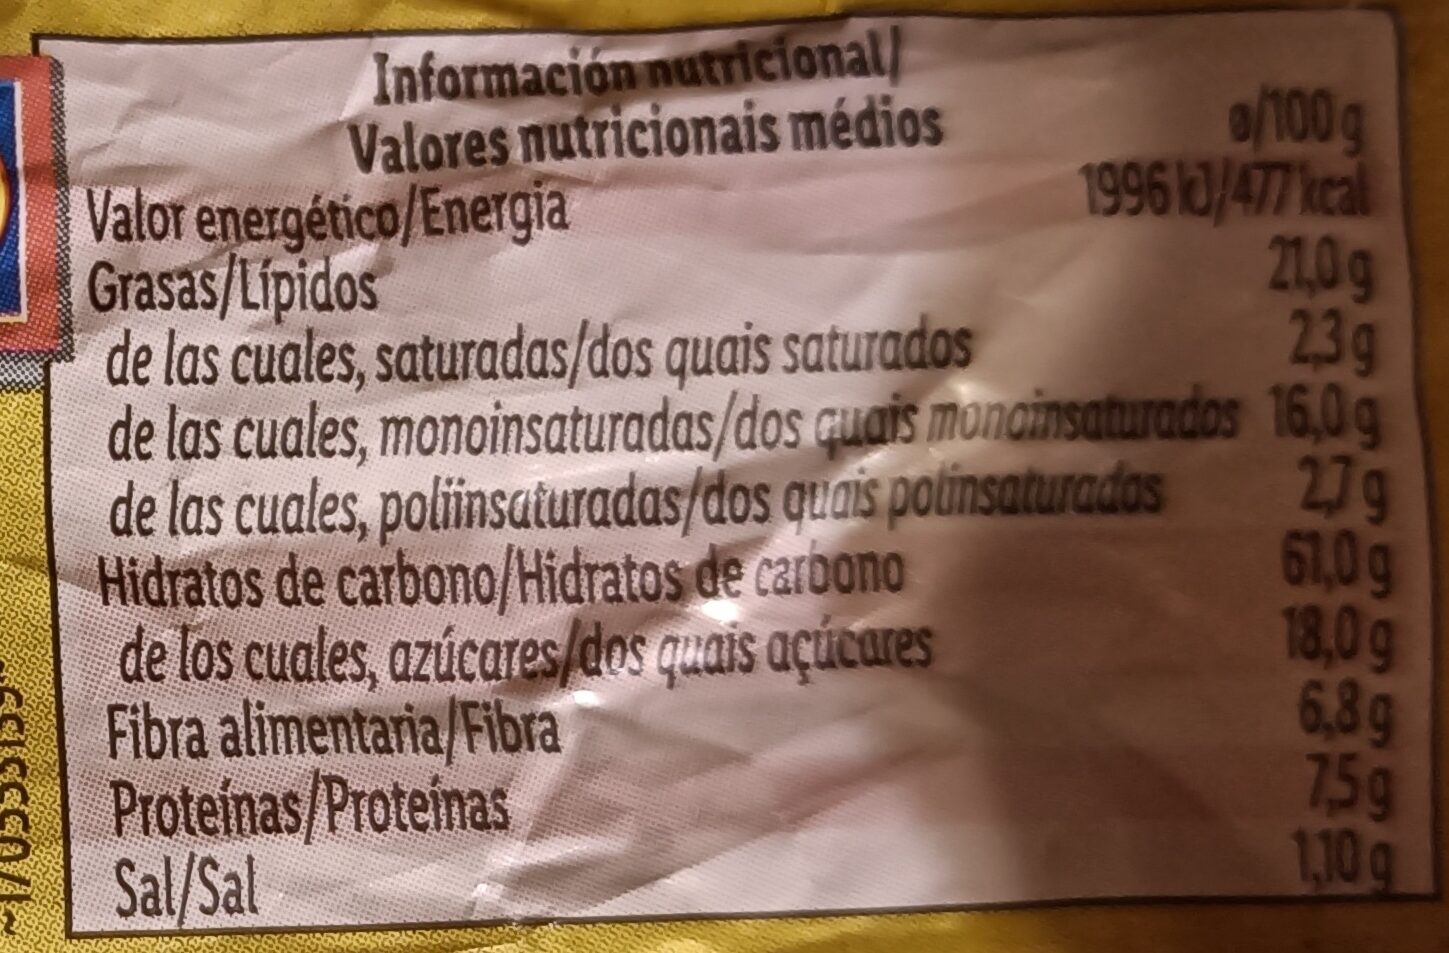 Información nutricional/
Valores nutricionais médios ø/100 g
Valor energético/Energia 1996 kJ/477 kcal
Grasas/Lípidos 21,0 g
de las cuales, saturadas/dos quais saturados 2,3 g
de las cuales, monoinsaturadas/dos quais monoinsaturados 16,0 g
de las cuales, poliinsaturadas/dos quais polinsaturados 2,7 g
Hidratos de carbono/Hidratos de carbono 61,0 g
de los cuales, azúcares/dos quais açúcares 18,0 g
Fibra alimentaria/Fibra 6,8 g
Proteínas/Proteínas 7,5 g
Sal/Sal 1,10 g